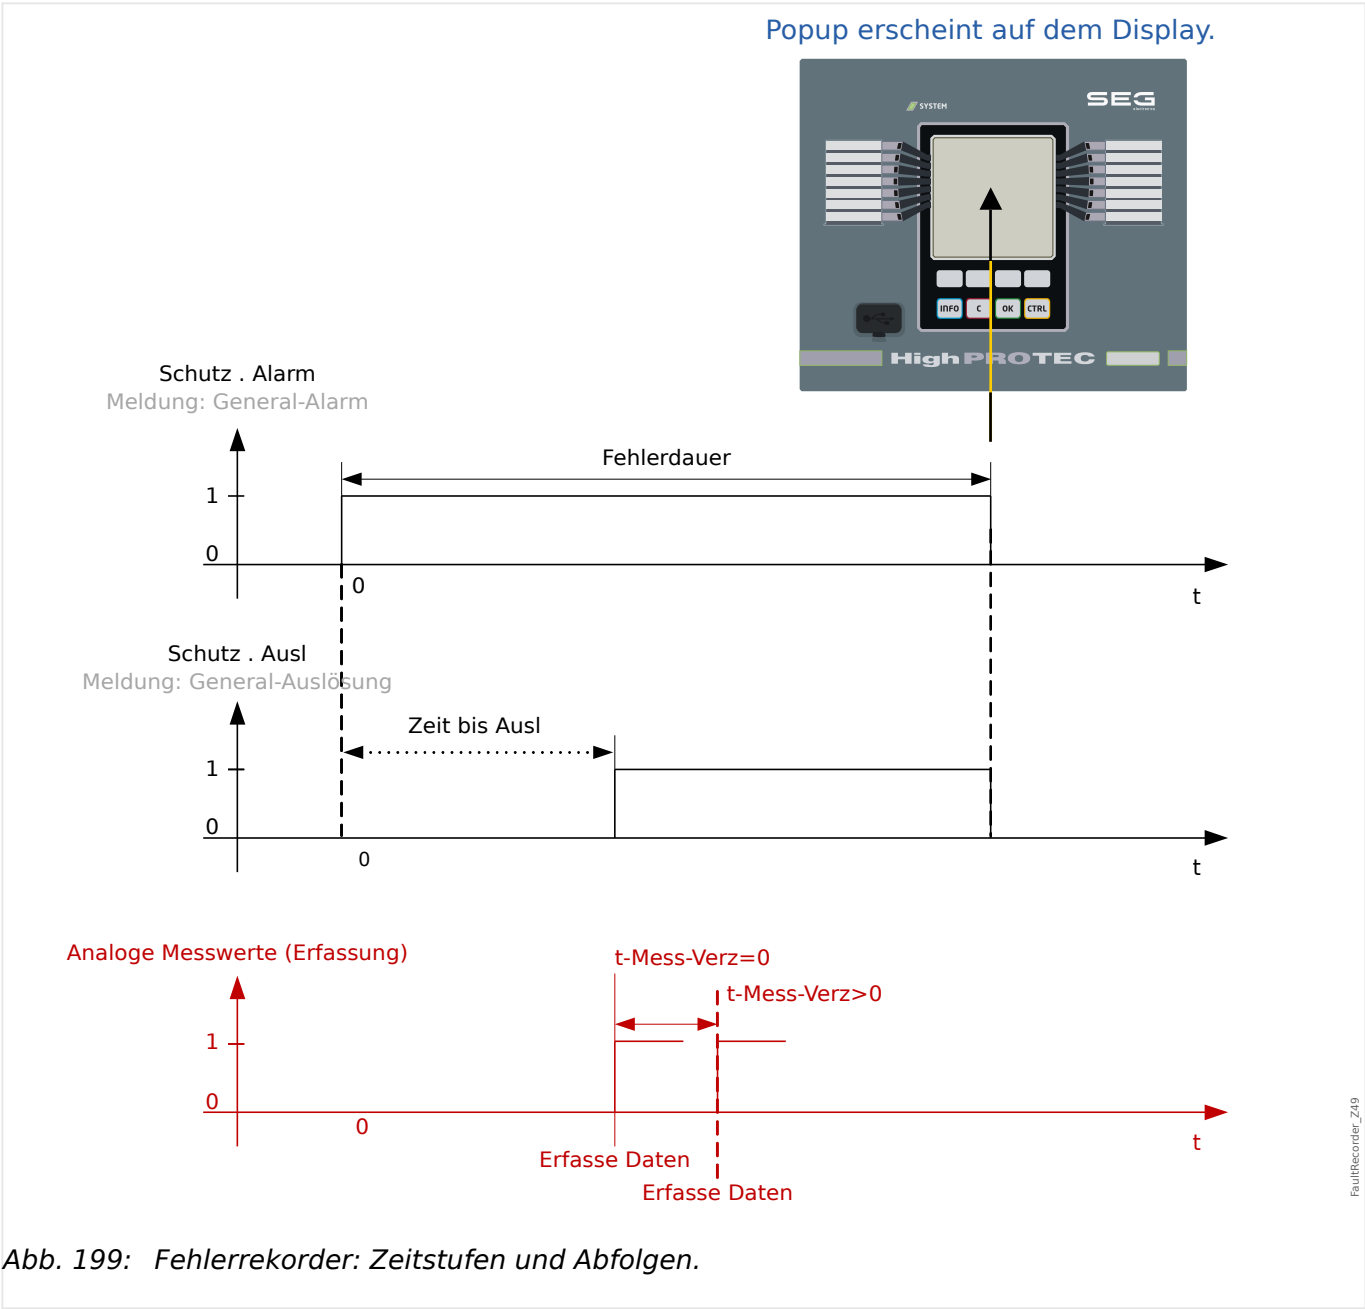 Popup erscheint auf dem Display.
SYSTEM
SEG
INFO
C
OK
CTRL
HighPROTEC
Schutz . Alarm
Meldung: General-Alarm
Fehlerdauer
1
0
0
t
Schutz . Ausl
Meldung: General-Auslösung
Zeit bis Ausl
1
0
0
t
Analoge Messwerte (Erfassung)
t-Mess-Verz=0
t-Mess-Verz>0
1
0
0
t
Erfasse Daten
Erfasse Daten
FaultRecorder_Z49
Abb. 199: Fehlerrekorder: Zeitstufen und Abfolgen.